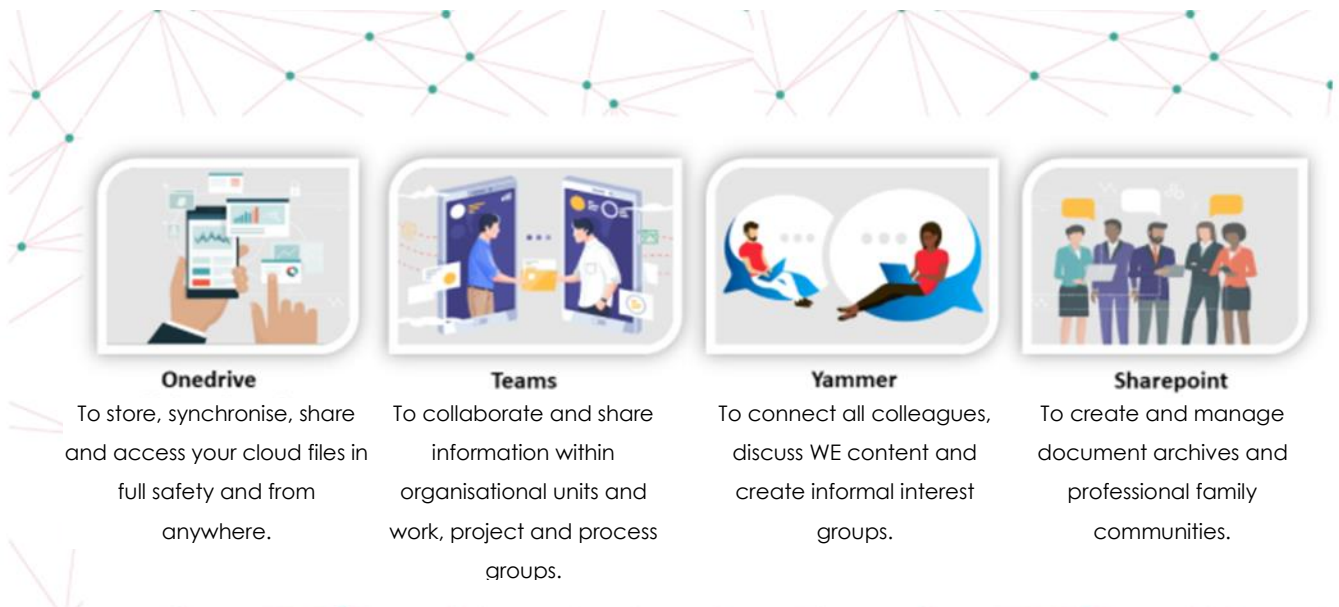 Onedrive
To store, synchronise, share
and access your cloud files in
full safety and from
anywhere.
Teams
To collaborate and share
information within
organisational units and
work, project and process
groups.
Yammer
To connect all colleagues,
discuss WE content and
create informal interest
groups.
Sharepoint
To create and manage
document archives and
professional family
communities.